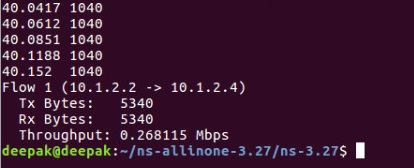 40.0417 1040
40.0612 1040
40.0851 1040
40.1188 1040
40.152 1040
Flow 1 (10.1.2.2 -> 10.1.2.4)
Tx Bytes: 5340
Rx Bytes: 5340
Throughput: 0.268115 Mbps
deepak@deepak:~/ns-allinone-3.27/ns-3.27$